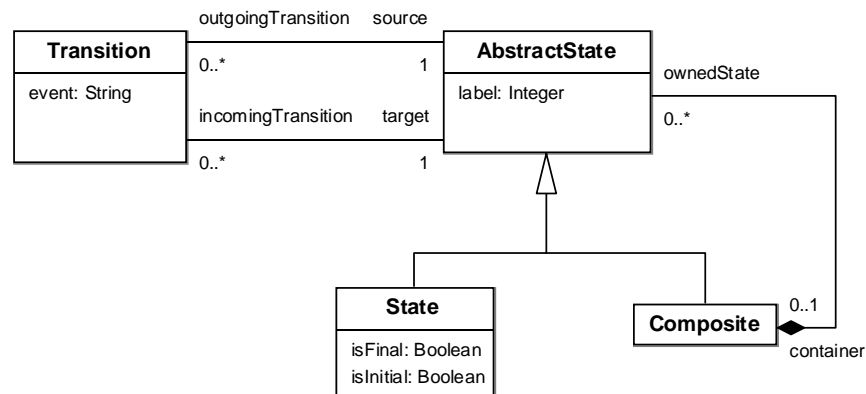 outgoingTransition source
Transition
AbstractState
0..* 1
ownedState
event: String
label: Integer
incomingTransition target
0..*
0..* 1
State
0..1
Composite
isFinal: Boolean
container
isInitial: Boolean